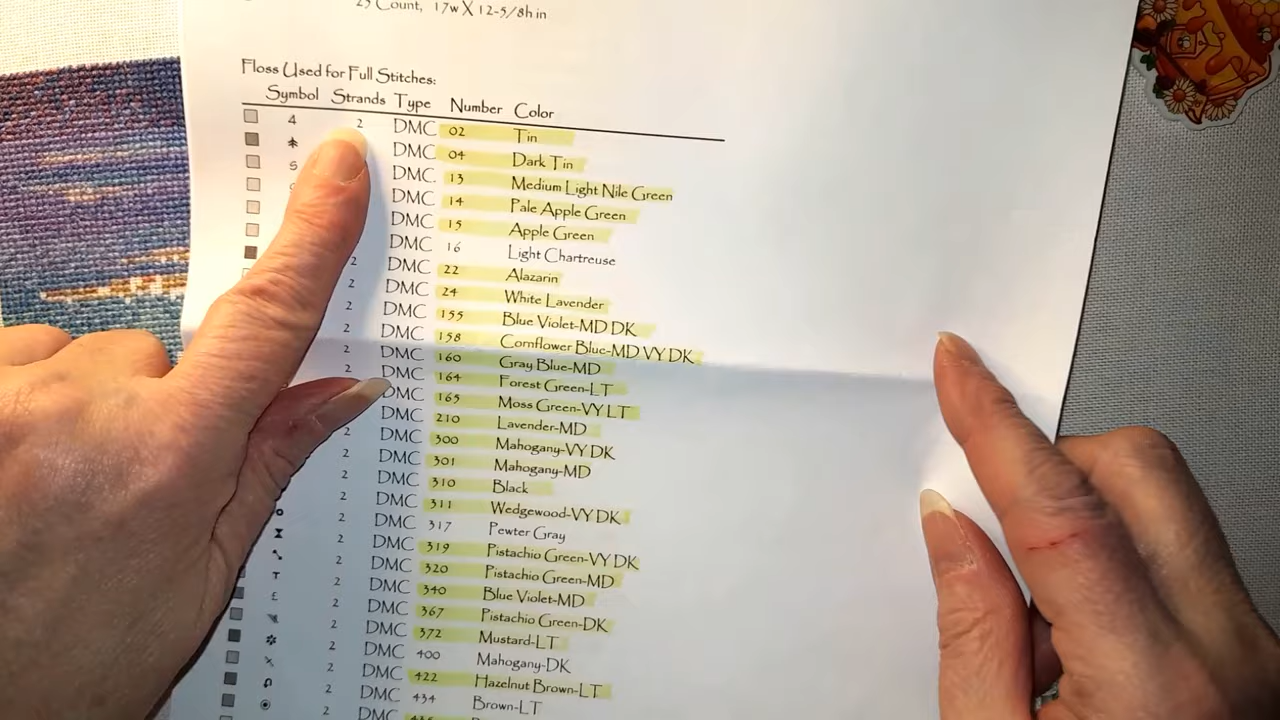 25 Count, 17w X 12-5/8h in
Floss Used for Full Stitches:
Symbol Strands Type Number Color
4 2 DMC 02 Tin
DMC 04 Dark Tin
S DMC 13 Medium Light Nile Green
DMC 14 Pale Apple Green
DMC 15 Apple Green
DMC 16 Light Chartreuse
2 DMC 22 Alazarin
2 DMC 24 White Lavender
2 DMC 155 Blue Violet-MD DK
2 DMC 158 Cornflower Blue-MD VY DK
2 DMC 160 Gray Blue-MD
2 DMC 164 Forest Green-LT
DMC 165 Moss Green-VY LT
DMC 210 Lavender-MD
2 DMC 300 Mahogany-VY DK
2 DMC 301 Mahogany-MD
2 DMC 310 Black
2 DMC 311 Wedgewood-VY DK
2 DMC 317 Pewter Gray
2 DMC 319 Pistachio Green-VY DK
2 DMC 320 Pistachio Green-MD
T 2 DMC 340 Blue Violet-MD
£ 2 DMC 367 Pistachio Green-DK
2 DMC 372 Mustard-LT
2 DMC 400 Mahogany-DK
2 DMC 422 Hazelnut Brown-LT
2 DMC 434 Brown-LT
2 DMC